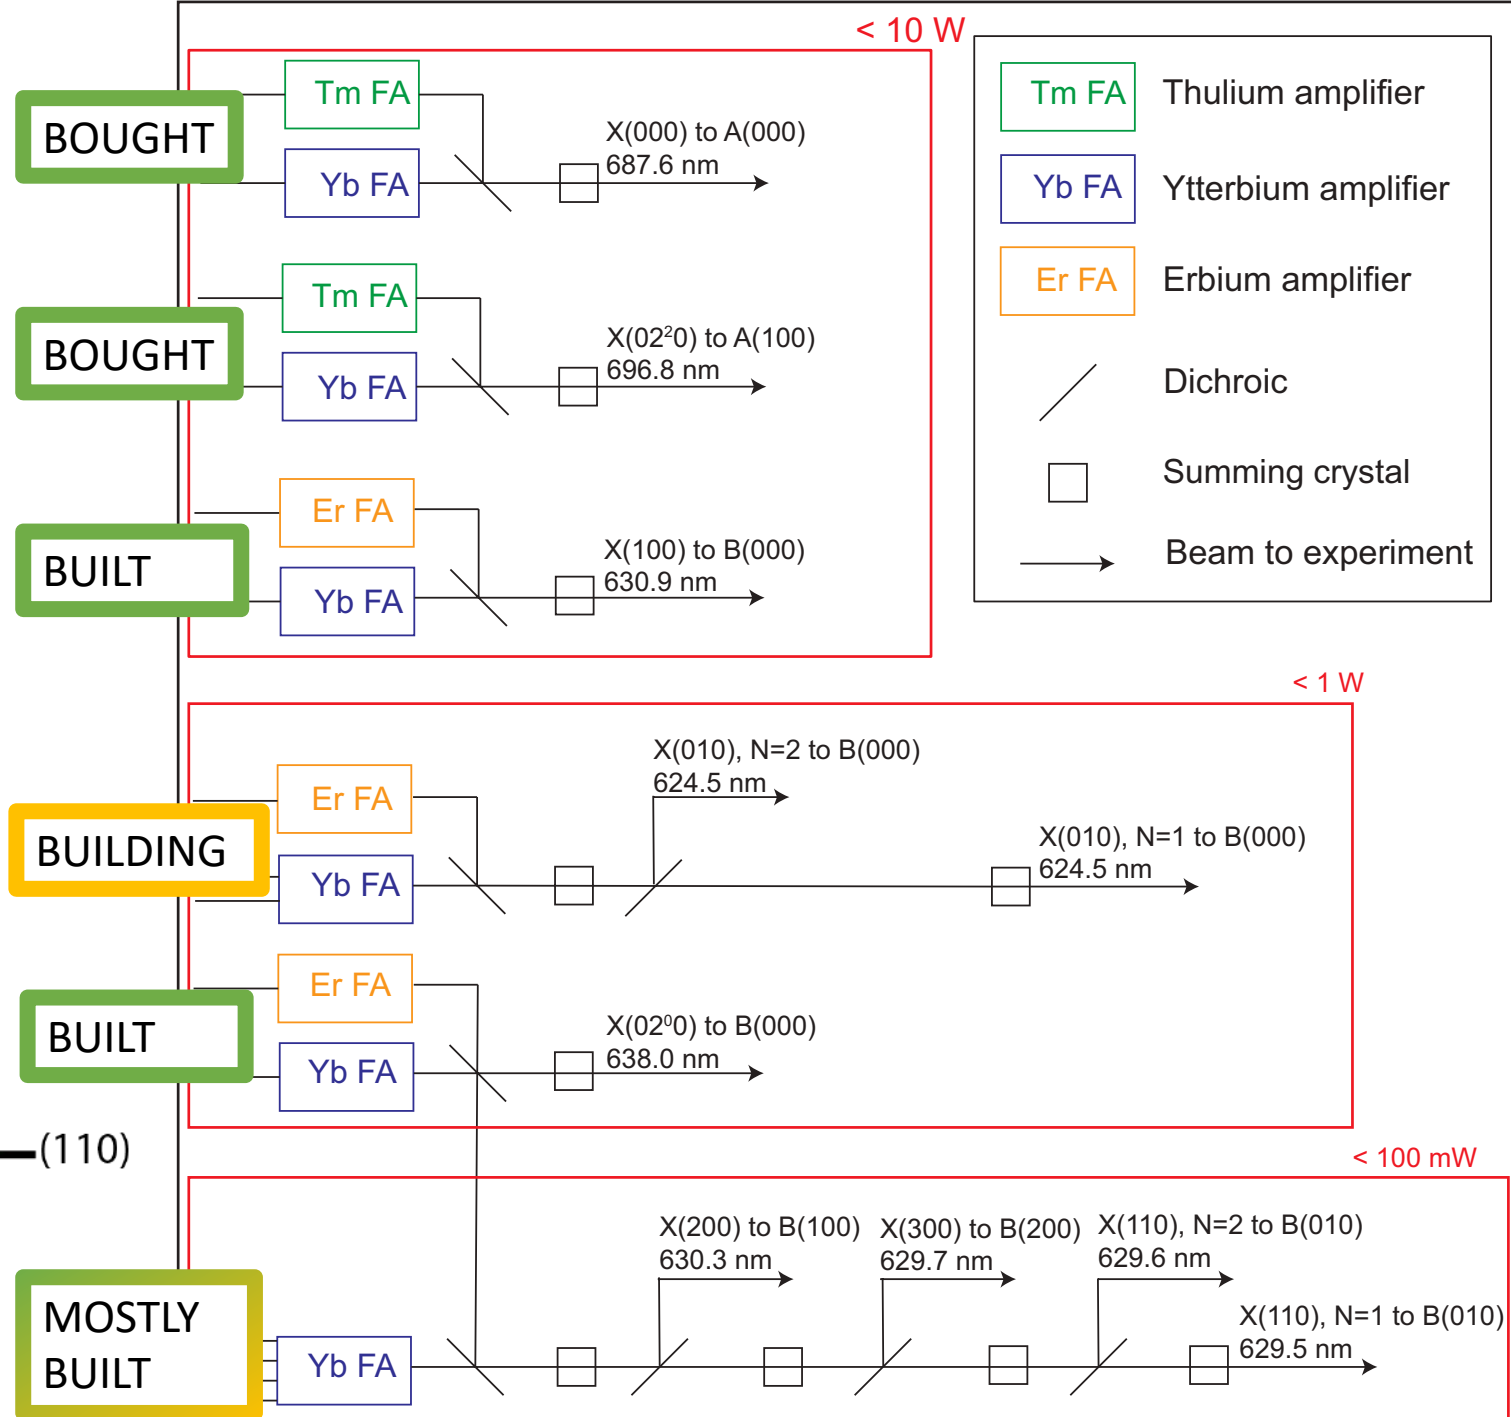 < 10 W
BOUGHT
Tm FA
Yb FA
X(000) to A(000)
687.6 nm
BOUGHT
Tm FA
Yb FA
X(02²0) to A(100)
696.8 nm
BUILT
Er FA
Yb FA
X(100) to B(000)
630.9 nm
Tm FA Thulium amplifier
Yb FA Ytterbium amplifier
Er FA Erbium amplifier
Dichroic
Summing crystal
Beam to experiment
< 1 W
BUILDING
Er FA
Yb FA
X(010), N=2 to B(000)
624.5 nm
X(010), N=1 to B(000)
624.5 nm
BUILT
Er FA
Yb FA
X(02⁰0) to B(000)
638.0 nm
(110)
< 100 mW
MOSTLY
BUILT
Yb FA
X(200) to B(100)
630.3 nm
X(300) to B(200)
629.7 nm
X(110), N=2 to B(010)
629.6 nm
X(110), N=1 to B(010)
629.5 nm